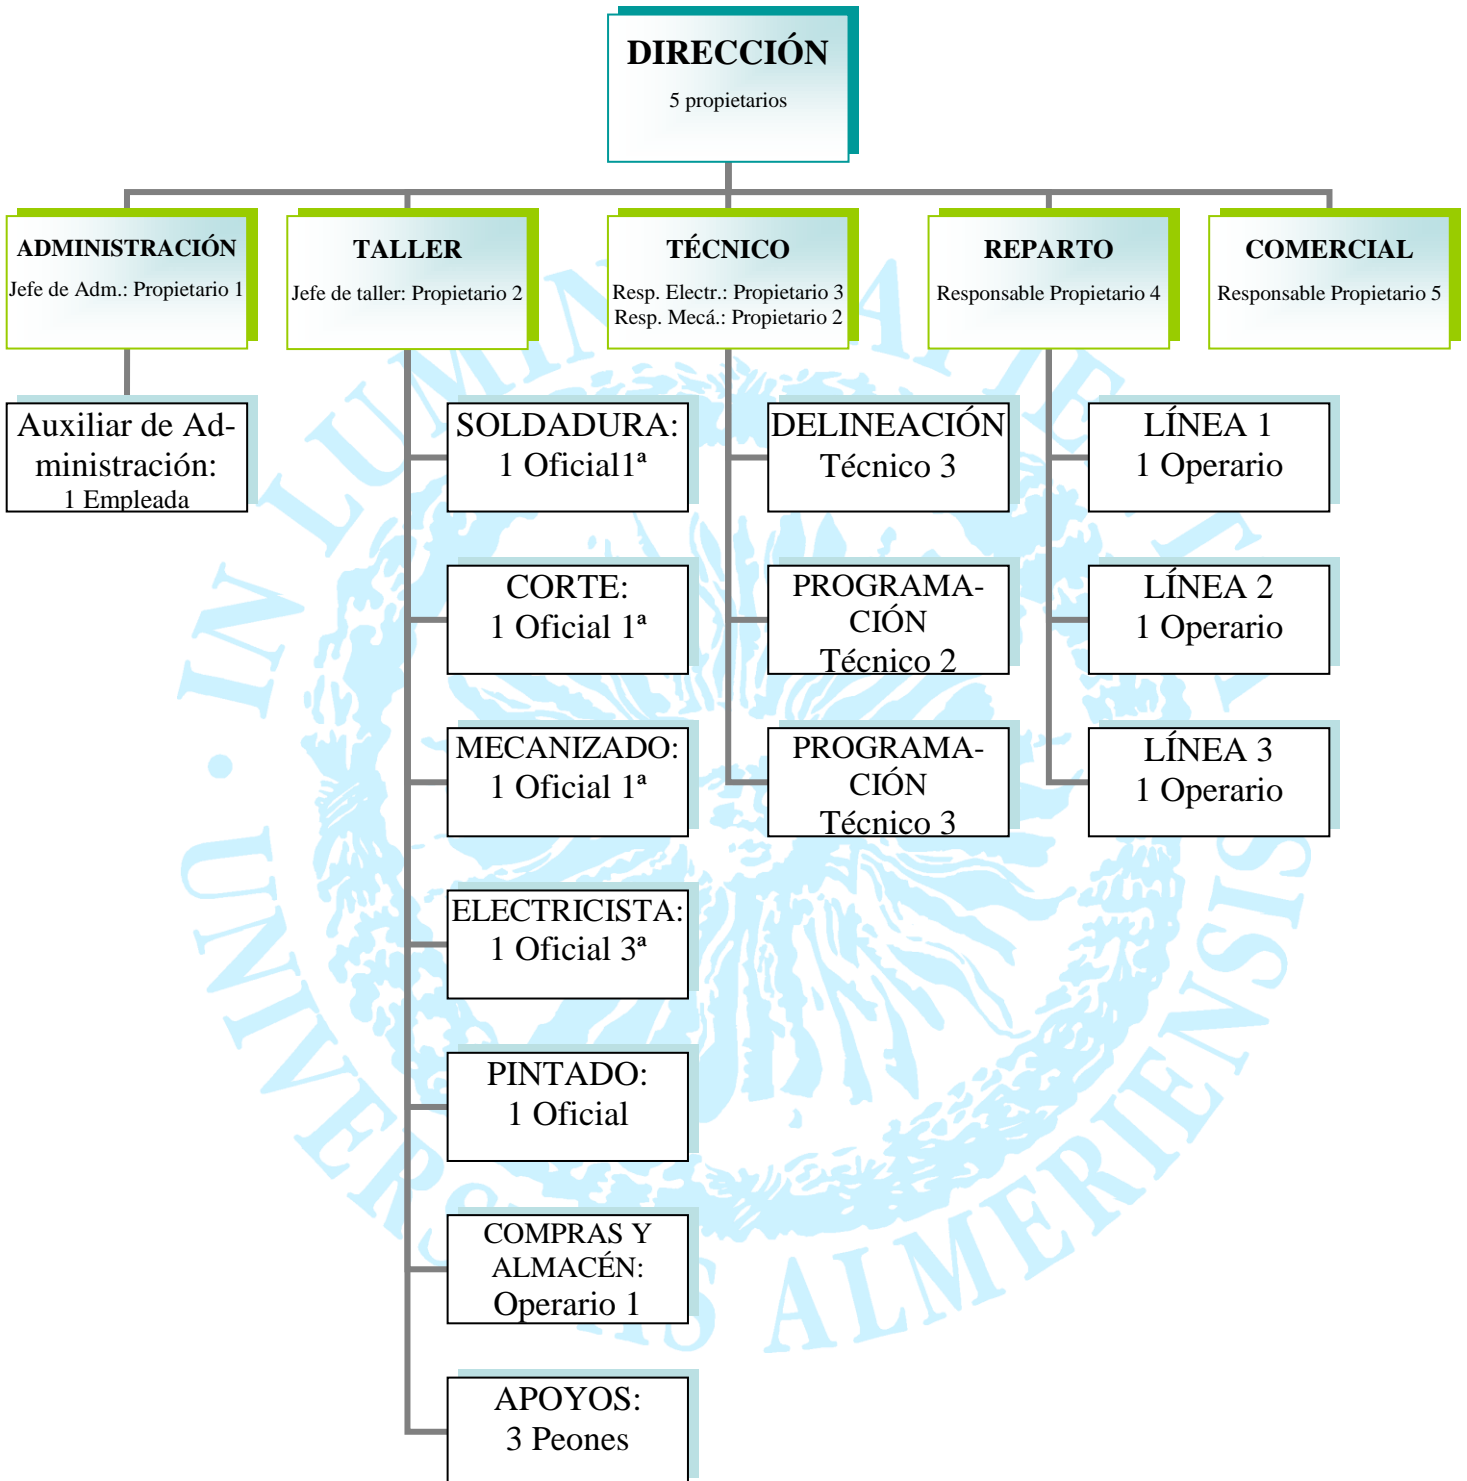 DIRECCIÓN
5 propietarios
ADMINISTRACIÓN
Jefe de Adm.: Propietario 1
TALLER
Jefe de taller: Propietario 2
TÉCNICO
Resp. Electr.: Propietario 3
Resp. Mecá.: Propietario 2
REPARTO
Responsable Propietario 4
COMERCIAL
Responsable Propietario 5
Auxiliar de Ad-
ministración:
1 Empleada
SOLDADURA:
1 Oficial1ª
CORTE:
1 Oficial 1ª
MECANIZADO:
1 Oficial 1ª
ELECTRICISTA:
1 Oficial 3ª
PINTADO:
1 Oficial
COMPRAS Y
ALMACÉN:
Operario 1
APOYOS:
3 Peones
DELINEACIÓN
Técnico 3
PROGRAMA-
CIÓN
Técnico 2
PROGRAMA-
CIÓN
Técnico 3
LÍNEA 1
1 Operario
LÍNEA 2
1 Operario
LÍNEA 3
1 Operario